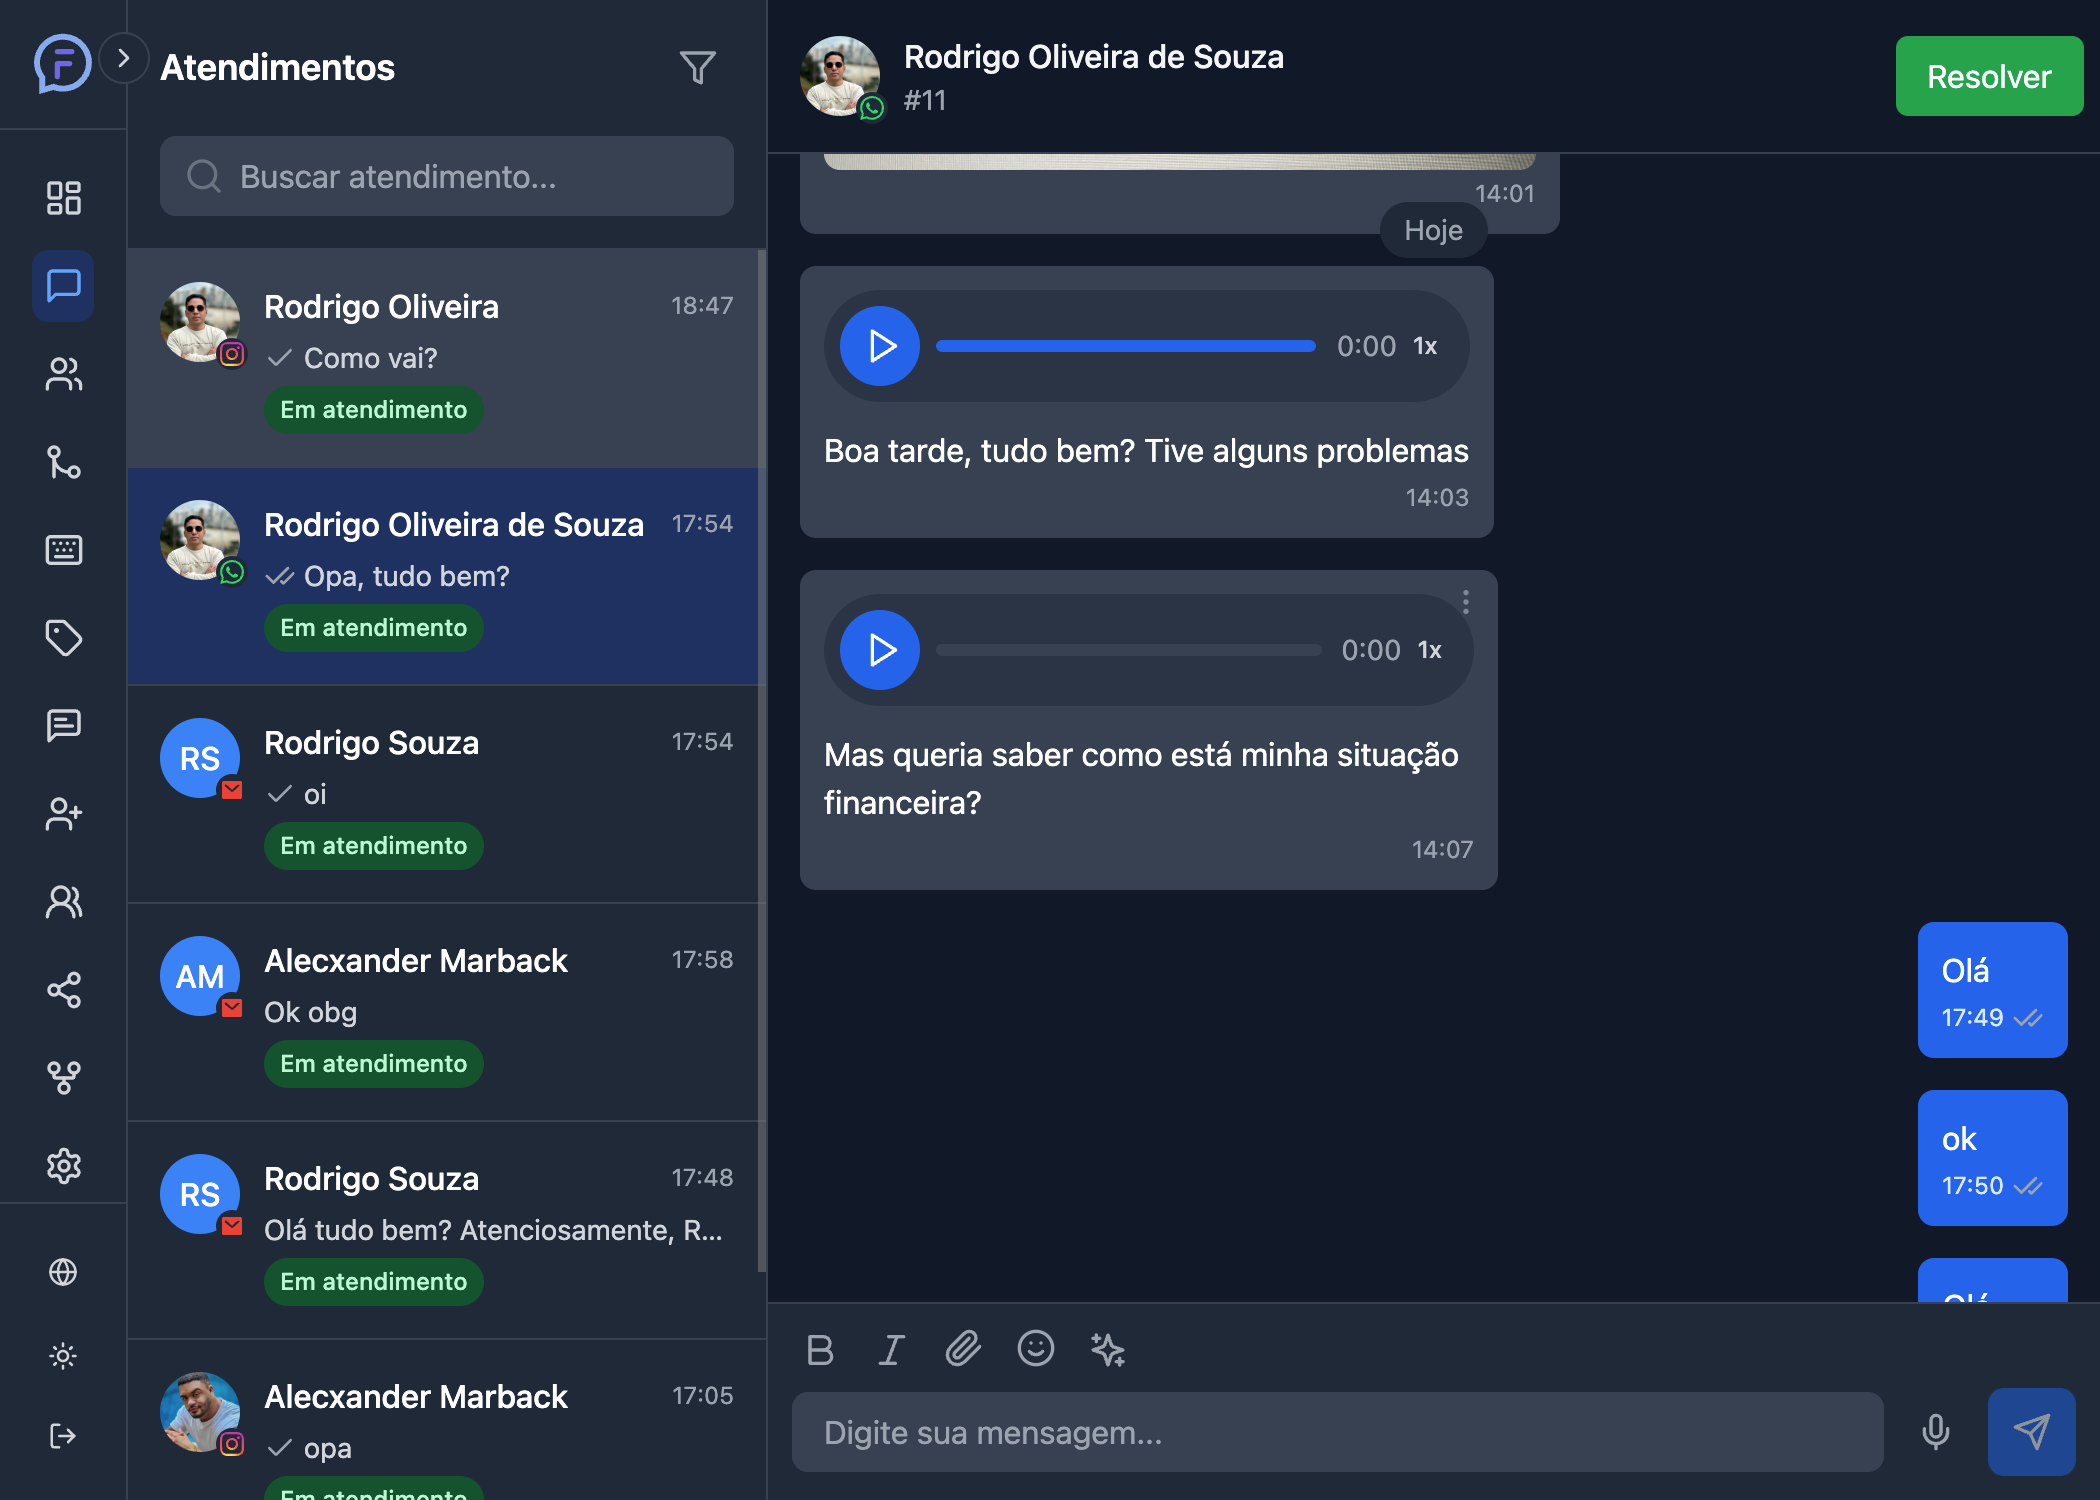 Atendimentos
Buscar atendimento...
Rodrigo Oliveira
18:47
Como vai?
Em atendimento
Rodrigo Oliveira de Souza
17:54
Opa, tudo bem?
Em atendimento
RS
Rodrigo Souza
17:54
oi
Em atendimento
AM
Alecxander Marback
17:58
Ok obg
Em atendimento
RS
Rodrigo Souza
17:48
Olá tudo bem? Atenciosamente, R...
Em atendimento
Alecxander Marback
17:05
opa
Em atendimento
Rodrigo Oliveira de Souza
#11
Resolver
14:01
Hoje
0:00 1x
Boa tarde, tudo bem? Tive alguns problemas
14:03
0:00 1x
Mas queria saber como está minha situação
financeira?
14:07
Olá
17:49
ok
17:50
Olá
B I
Digite sua mensagem...